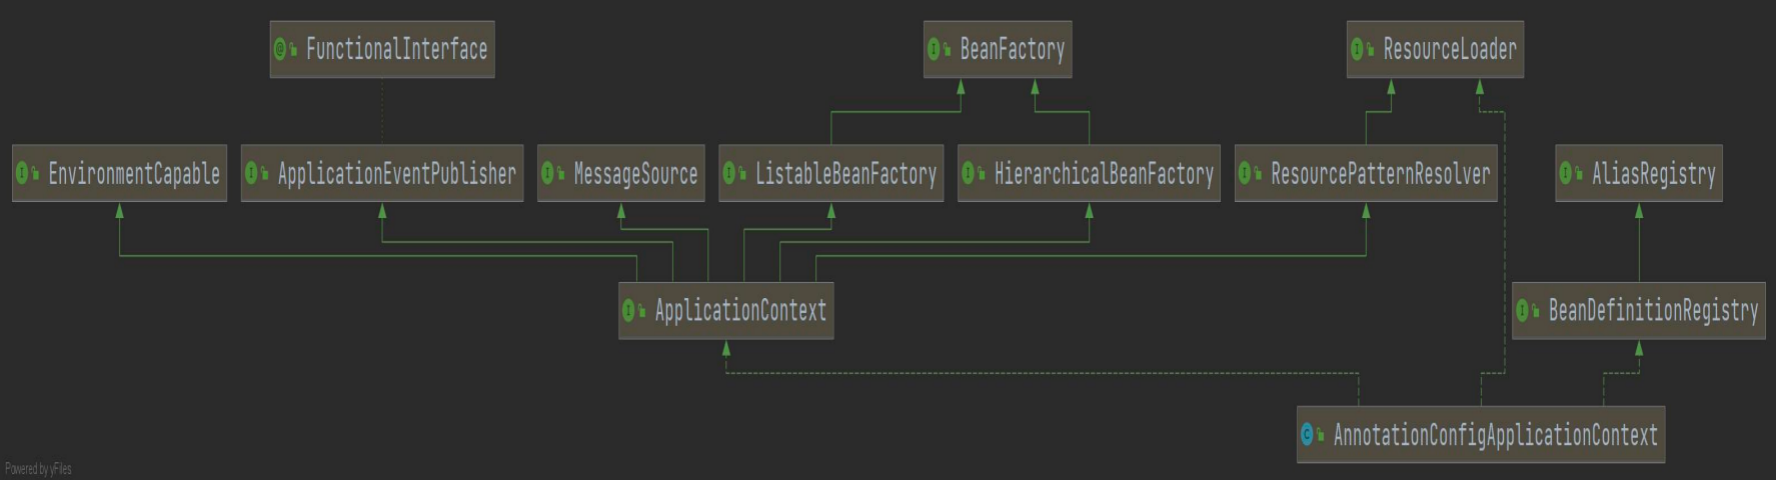 FunctionalInterface
BeanFactory
ResourceLoader
EnvironmentCapable
ApplicationEventPublisher
MessageSource
ListableBeanFactory
HierarchicalBeanFactory
ResourcePatternResolver
AliasRegistry
ApplicationContext
BeanDefinitionRegistry
AnnotationConfigApplicationContext
Powered by yFiles